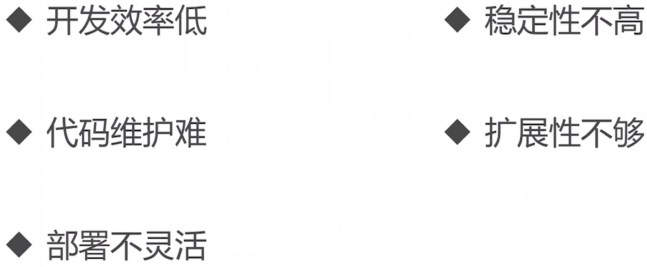 ◆ 开发效率低
◆ 稳定性不高
◆ 代码维护难
◆ 扩展性不够
◆ 部署不灵活